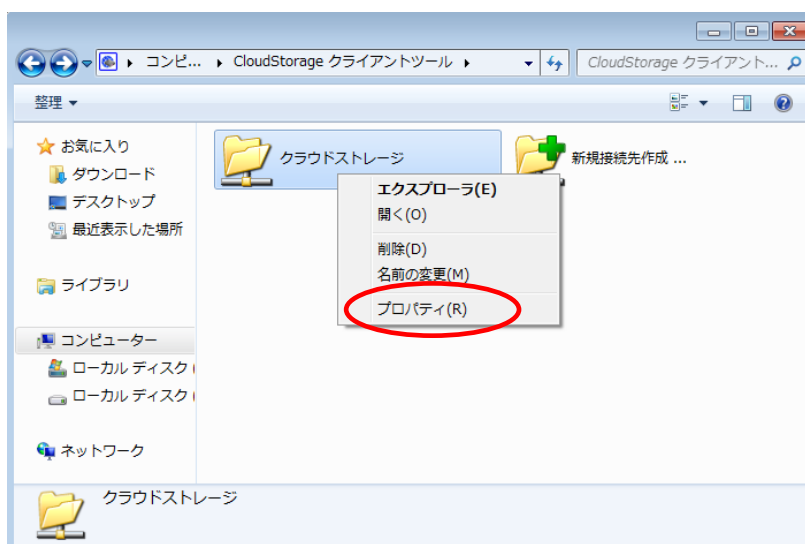 コンピ... CloudStorage クライアントツール CloudStorage クライアント...
整理
お気に入り
ダウンロード
デスクトップ
最近表示した場所
ライブラリ
コンピューター
ローカル ディスク (
ローカル ディスク (
ネットワーク
クラウドストレージ
新規接続先作成 ...
エクスプローラ(E)
開く(O)
削除(D)
名前の変更(M)
プロパティ(R)
クラウドストレージ